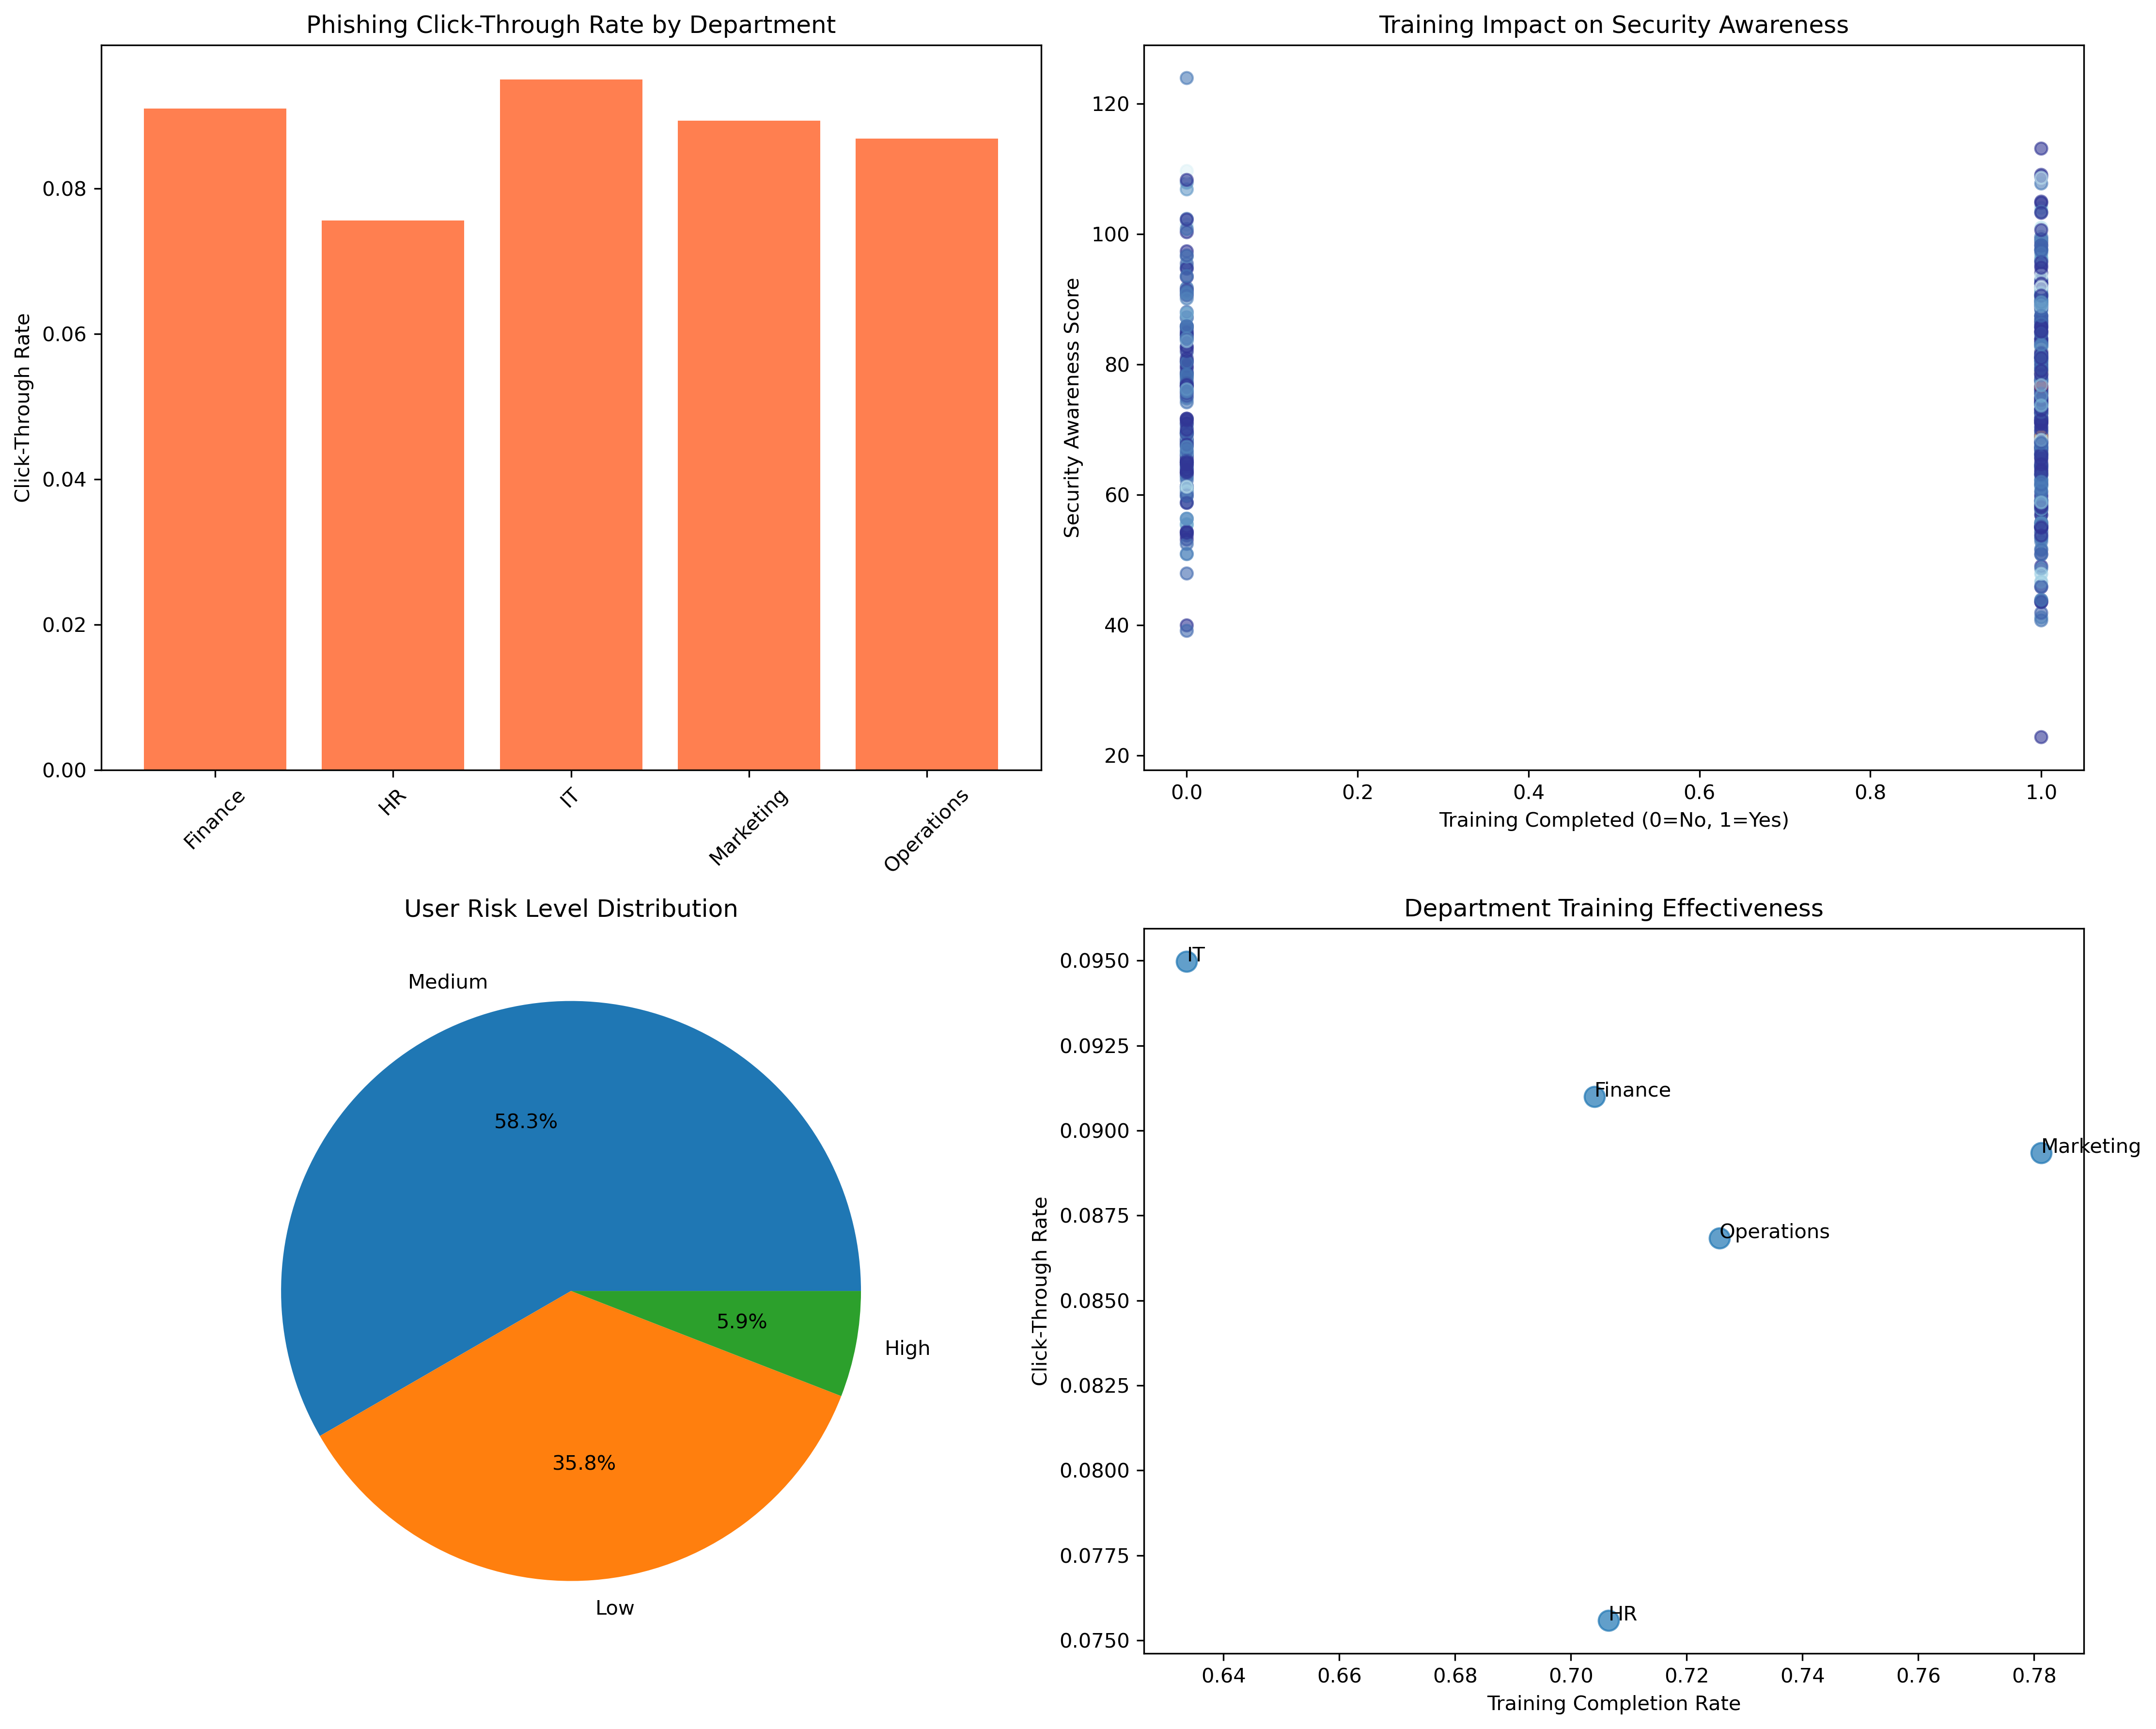 Phishing Click-Through Rate by Department
Click-Through Rate
0.08
0.06
0.04
0.02
0.00
Finance
HR
IT
Marketing
Operations
Training Impact on Security Awareness
Security Awareness Score
120
100
80
60
40
20
0.0
0.2
0.4
0.6
0.8
1.0
Training Completed (0=No, 1=Yes)
User Risk Level Distribution
Medium
58.3%
5.9%
High
35.8%
Low
Department Training Effectiveness
Click-Through Rate
0.0950
0.0925
0.0900
0.0875
0.0850
0.0825
0.0800
0.0775
0.0750
IT
Finance
Marketing
Operations
HR
0.64
0.66
0.68
0.70
0.72
0.74
0.76
0.78
Training Completion Rate